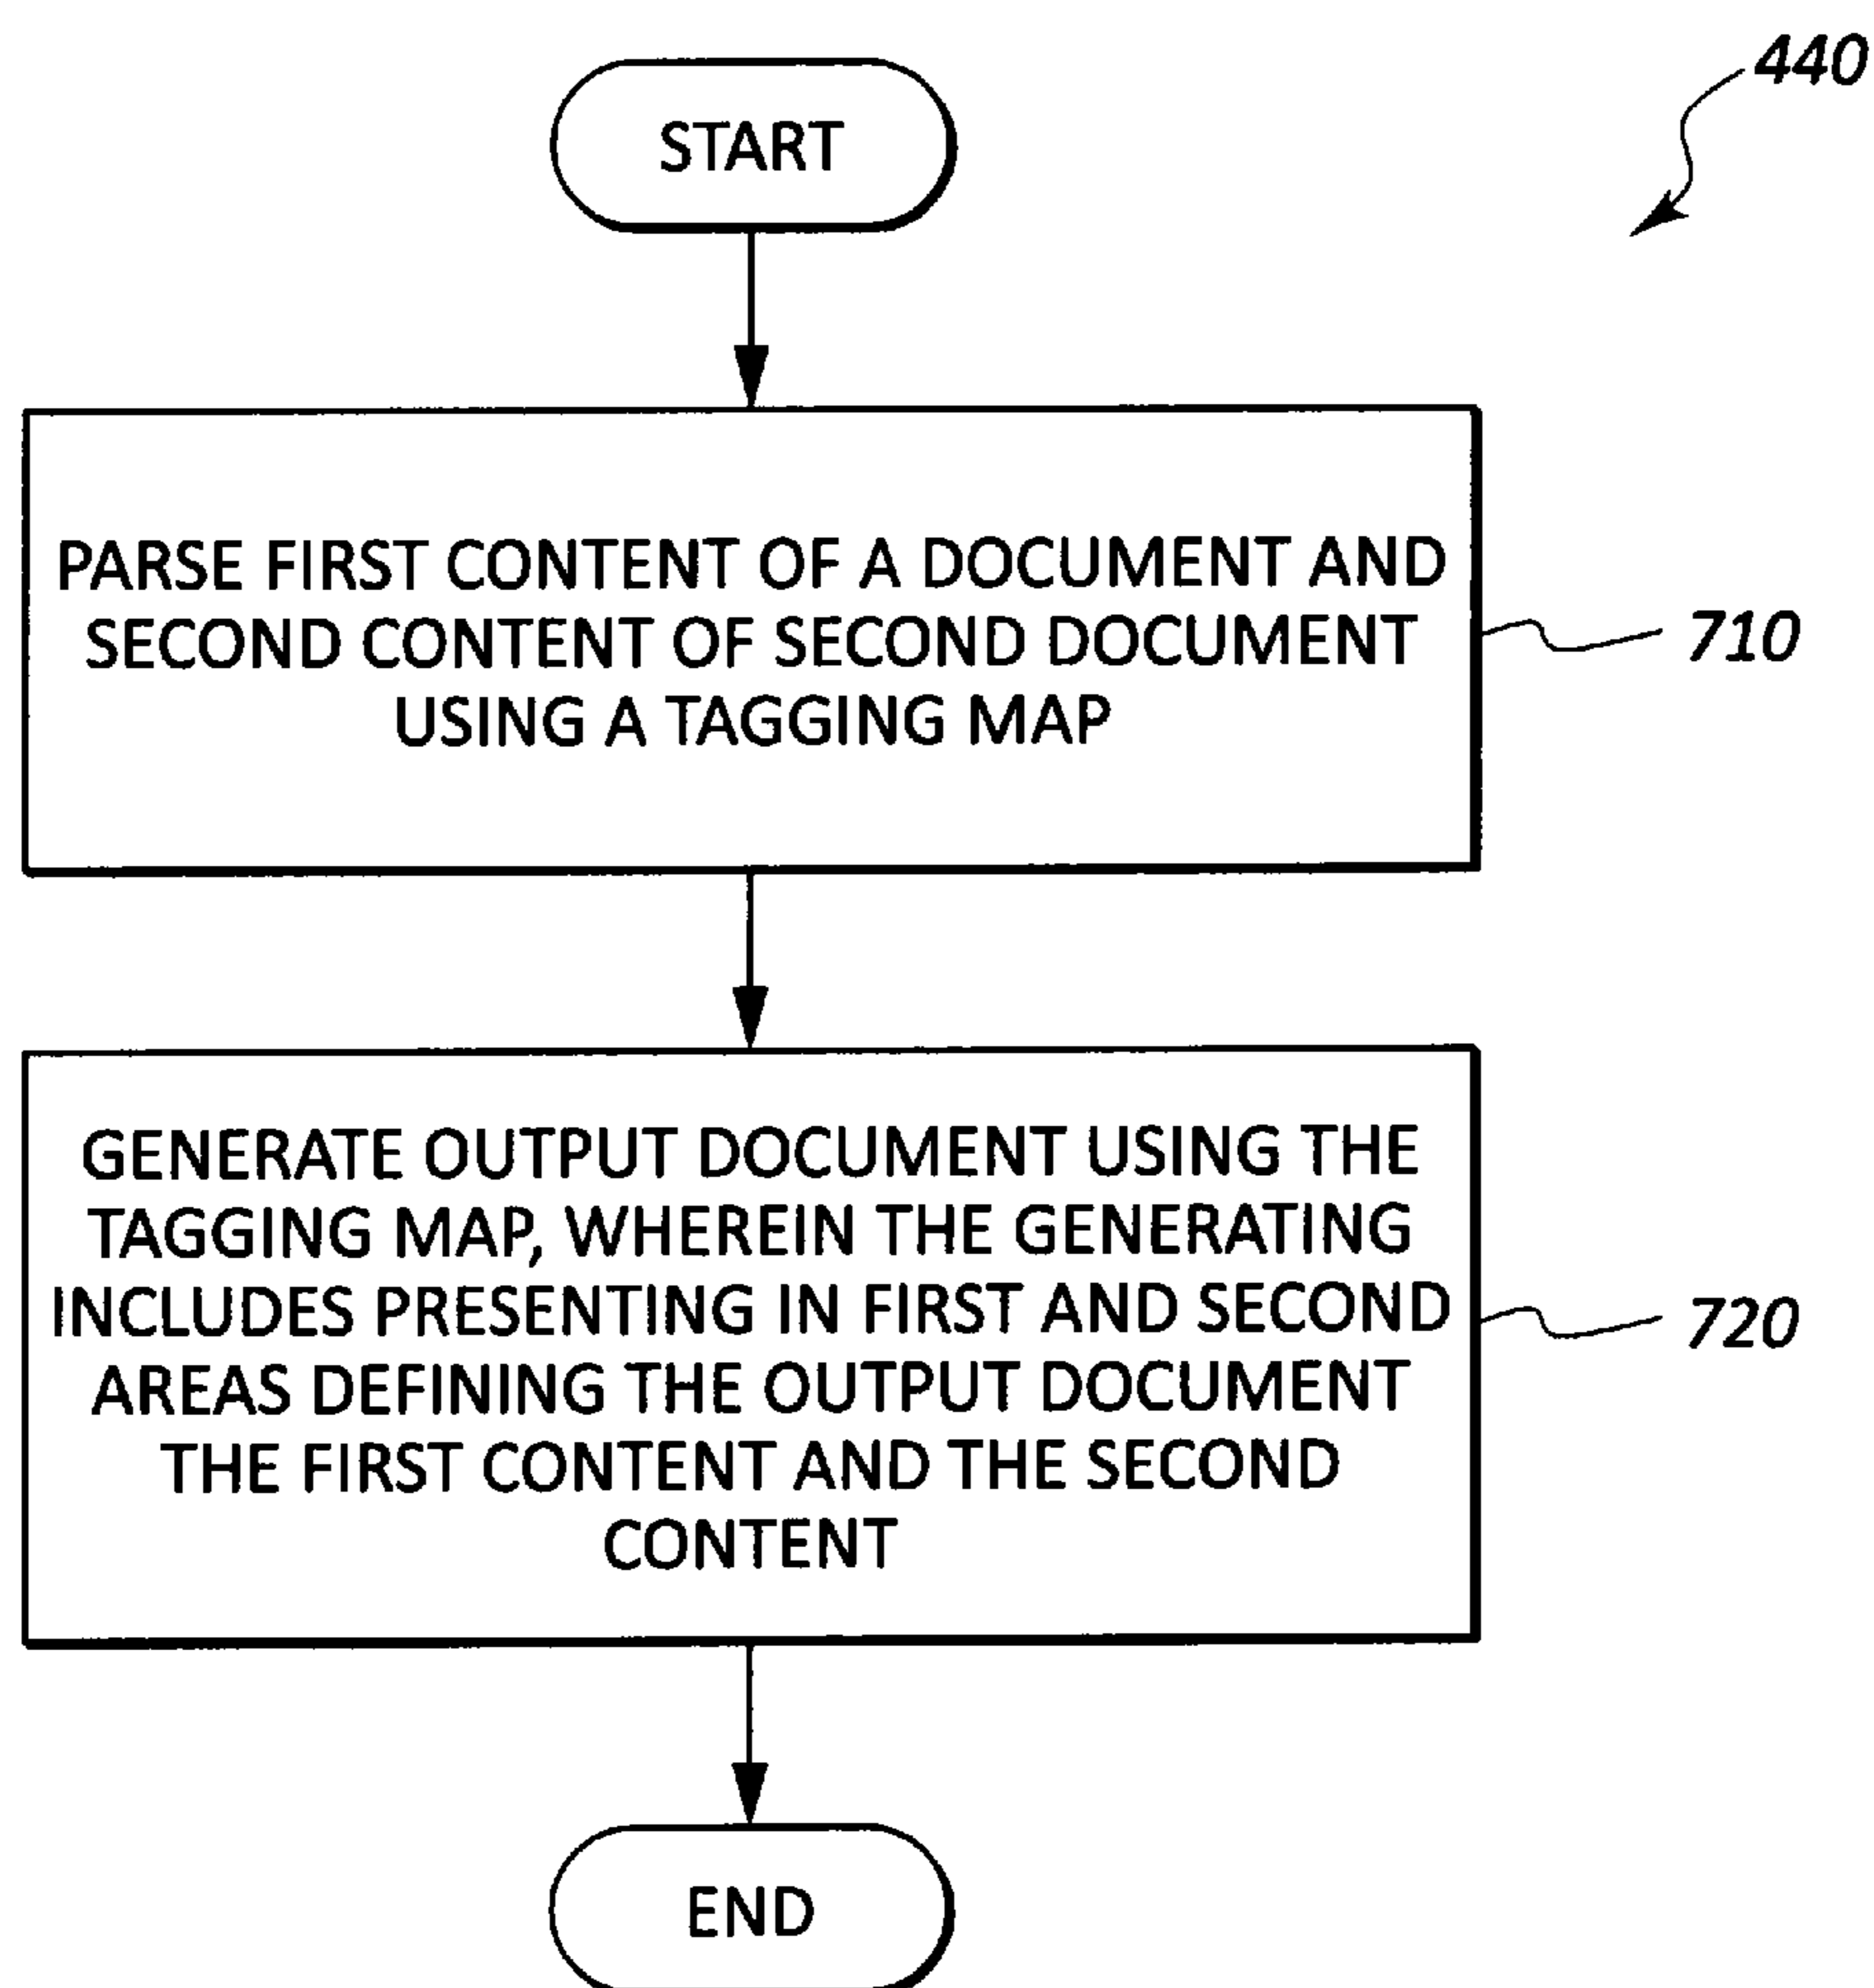 440
START
PARSE FIRST CONTENT OF A DOCUMENT AND
SECOND CONTENT OF SECOND DOCUMENT
USING A TAGGING MAP
710
GENERATE OUTPUT DOCUMENT USING THE
TAGGING MAP, WHEREIN THE GENERATING
INCLUDES PRESENTING IN FIRST AND SECOND
AREAS DEFINING THE OUTPUT DOCUMENT
THE FIRST CONTENT AND THE SECOND
CONTENT
720
END